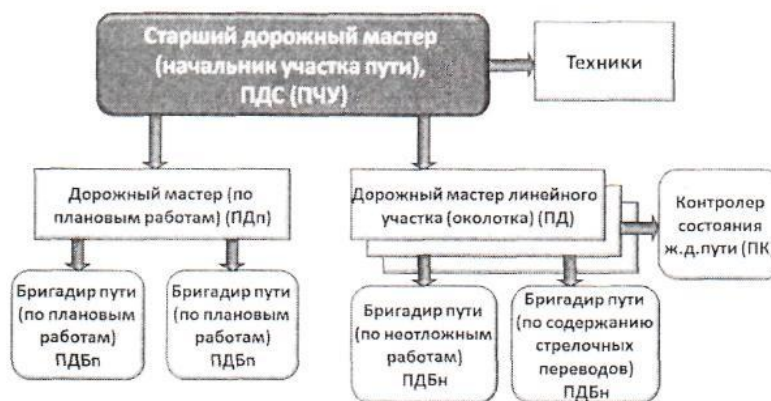 Старший дорожный мастер
(начальник участка пути),
ПДС (ПЧУ)
Техники
Дорожный мастер (по
плановым работам) (ПДп)
Дорожный мастер линейного
участка (околотка) (ПД)
Контролер
состояния
ж.д.пути (ПК)
Бригадир пути
(по плановым
работам)
ПДБп
Бригадир пути
(по плановым
работам)
ПДБп
Бригадир пути
(по неотложным
работам)
ПДБн
Бригадир пути
(по содержанию
стрелочных
переводов)
ПДБн